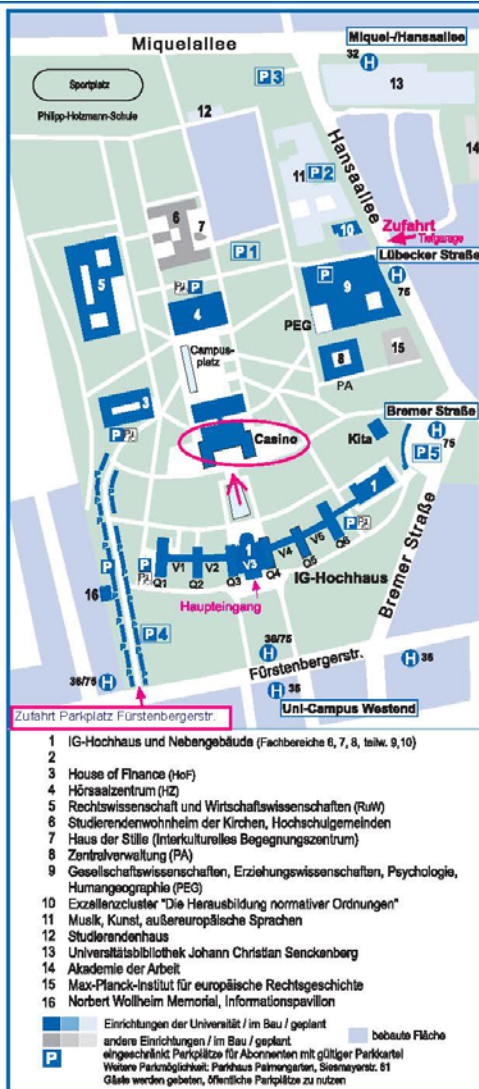 Miquelallee
Miquel-/Hansaallee
32 H
Sportplatz
Philipp-Holzmann-Schule
P 3
13
12
14
Hansaallee
11 P 2
6
7
10
Zufahrt
Tiefgarage
P 1
Lübecker Straße
5
P
P
9
H
75
4
PEG
Campus-
platz
8
15
PA
3
Bremer Straße
P
Casino
Kita
H
75
P 5
1
P
P
P
V1
V2
1
V3
V4
V5
Q1
Q2
Q3
Q4
Q5
Q6
IG-Hochhaus
Bremer Straße
16
Haupteingang
P 4
36/75
H
36/75 H
Fürstenbergerstr.
H 36
H 36
Zufahrt Parkplatz Fürstenbergerstr.
Uni-Campus Westend
1 IG-Hochhaus und Nebengebäude (Fachbereiche 6, 7, 8, teilw. 9,10)
2
3 House of Finance (HoF)
4 Hörsaalzentrum (HZ)
5 Rechtswissenschaft und Wirtschaftswissenschaften (RuW)
6 Studierendenwohnheim der Kirchen, Hochschulgemeinden
7 Haus der Stille (Interkulturelles Begegnungszentrum)
8 Zentralverwaltung (PA)
9 Gesellschaftswissenschaften, Erziehungswissenschaften, Psychologie,
Humangeographie (PEG)
10 Exzellenzcluster "Die Herausbildung normativer Ordnungen"
11 Musik, Kunst, außereuropäische Sprachen
12 Studierendenhaus
13 Universitätsbibliothek Johann Christian Senckenberg
14 Akademie der Arbeit
15 Max-Planck-Institut für europäische Rechtsgeschichte
16 Norbert Wollheim Memorial, Informationspavillon
Einrichtungen der Universität / im Bau / geplant
andere Einrichtungen / im Bau / geplant
bebaute Fläche
P eingeschränkt Parkplätze für Abonnenten mit gültiger Parkkarte!
Weitere Parkmöglichkeit: Parkhaus Palmengarten, Siesmayerstr. 61
Gäste werden gebeten, öffentliche Parkplätze zu nutzen